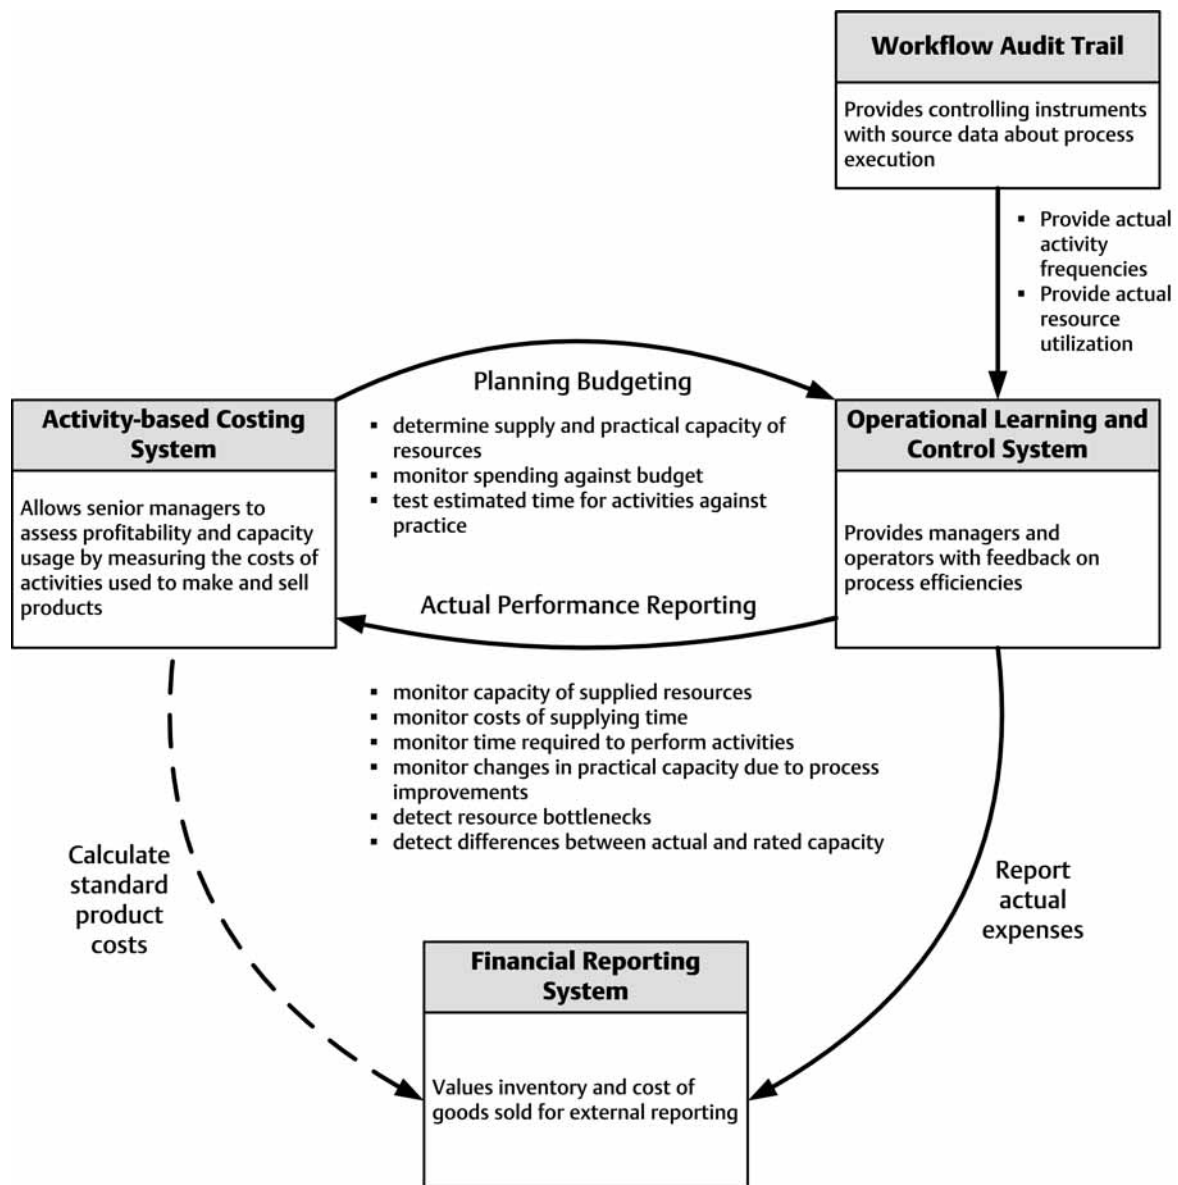 Workflow Audit Trail
Provides controlling instruments
with source data about process
execution
▪ Provide actual
activity
frequencies
▪ Provide actual
resource
utilization
Planning Budgeting
▪ determine supply and practical capacity of
resources
▪ monitor spending against budget
▪ test estimated time for activities against
practice
Activity-based Costing
System
Allows senior managers to
assess profitability and capacity
usage by measuring the costs of
activities used to make and sell
products
Operational Learning and
Control System
Provides managers and
operators with feedback on
process efficiencies
Actual Performance Reporting
▪ monitor capacity of supplied resources
▪ monitor costs of supplying time
▪ monitor time required to perform activities
▪ monitor changes in practical capacity due to process
improvements
▪ detect resource bottlenecks
▪ detect differences between actual and rated capacity
Calculate
standard
product
costs
Report
actual
expenses
Financial Reporting
System
Values inventory and cost of
goods sold for external reporting